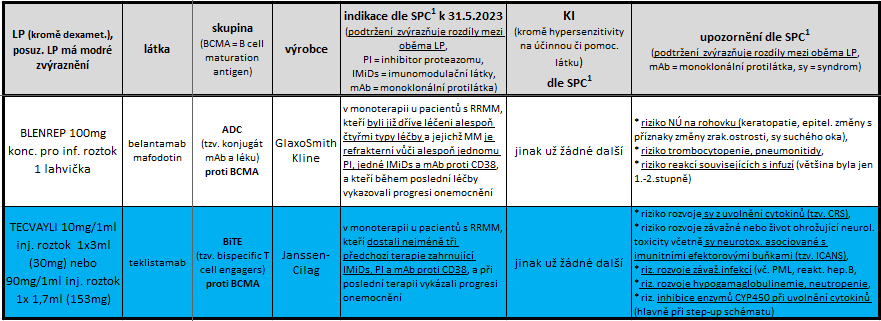 LP (kromě dexamet.),
posuz. LP má modré
zvýraznění
látka
skupina
(BCMA = B cell
maturation
antigen)
výrobce
indikace dle SPC1 k 31.5.2023
(podtržení zvýrazňuje rozdíly mezi
oběma LP,
PI = inhibitor proteazomu,
IMiDs = imunomodulační látky,
mAb = monoklonální protilátka)
KI
(kromě hypersenzitivity
na účinnou či pomoc.
látku)
dle SPC1
upozornění dle SPC1
(podtržení zvýrazňuje rozdíly mezi oběma LP,
mAb = monoklonální protilátka, sy = syndrom)
BLENREP 100mg
konc. pro inf. roztok
1 lahvička
belantamab
mafodotin
ADC
(tzv. konjugát
mAb a léku)
proti BCMA
GlaxoSmith
Kline
v monoterapii u pacientů s RRMM,
kteří byli již dříve léčeni alespoň
čtyřmi typy léčby a jejichž MM je
refrakterní vůči alespoň jednomu
PI, jedné IMiDs a mAb proti CD38,
a kteří během poslední léčby
vykazovali progresi onemocnění
jinak už žádné další
* riziko NÚ na rohovku (keratopatie, epitel. změny s
příznaky změny zrak.ostrosti, sy suchého oka),
* riziko trombocytopenie, pneumonitidy,
* riziko reakcí souvisejících s infuzí (většina byla jen
1.-2.stupně)
TECVAYLI 10mg/1ml
inj. roztok 1x3ml
(30mg) nebo
90mg/1ml inj. roztok
1x 1,7ml (153mg)
teklistamab
BiTE
(tzv. bispecific T
cell engagers)
proti BCMA
Janssen-
Cilag
v monoterapii u pacientů s RRMM,
kteří dostali nejméně tři
předchozí terapie zahrnující
IMiDs, PI a mAb proti CD38, a při
poslední terapii vykázali progresi
onemocnění
jinak už žádné další
* riziko rozvoje sy z uvolnění cytokinů (tzv. CRS),
* riziko rozvoje závažné nebo život ohrožující neurol.
toxicity včetně sy neurotox. asociované s
imunitními efektorovými buňkami (tzv. ICANS),
* riz. rozvoje závaž.infekcí (vč. PML, reakt. hep.B),
* riz. rozvoje hypogamaglobulinemie, neutropenie,
* riz. inhibice enzymů CYP450 při uvolnění cytokinů
(hlavně při step-up schématu)